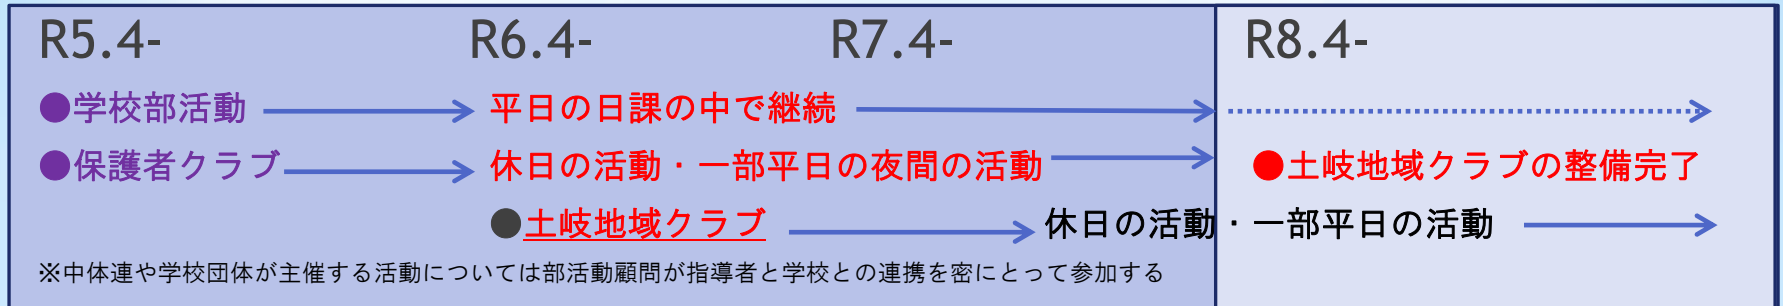 R5.4- R6.4- R7.4- R8.4-
●学校部活動 平日の日課の中で継続
●保護者クラブ 休日の活動・一部平日の夜間の活動 ●土岐地域クラブの整備完了
●土岐地域クラブ 休日の活動・一部平日の活動
※中体連や学校団体が主催する活動については部活動顧問が指導者と学校との連携を密にとって参加する